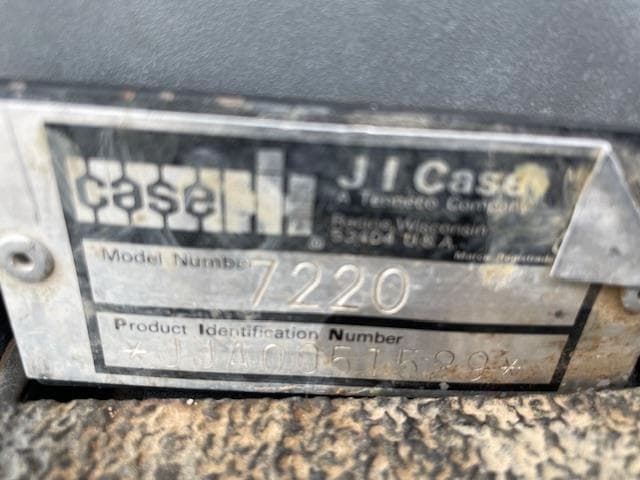 case IH
J I Case
A Tenneco Company
Racine Wisconsin
53404 U.S.A.
Marca Registrada
Model Number 7220
Product Identification Number
*JJA0051529*